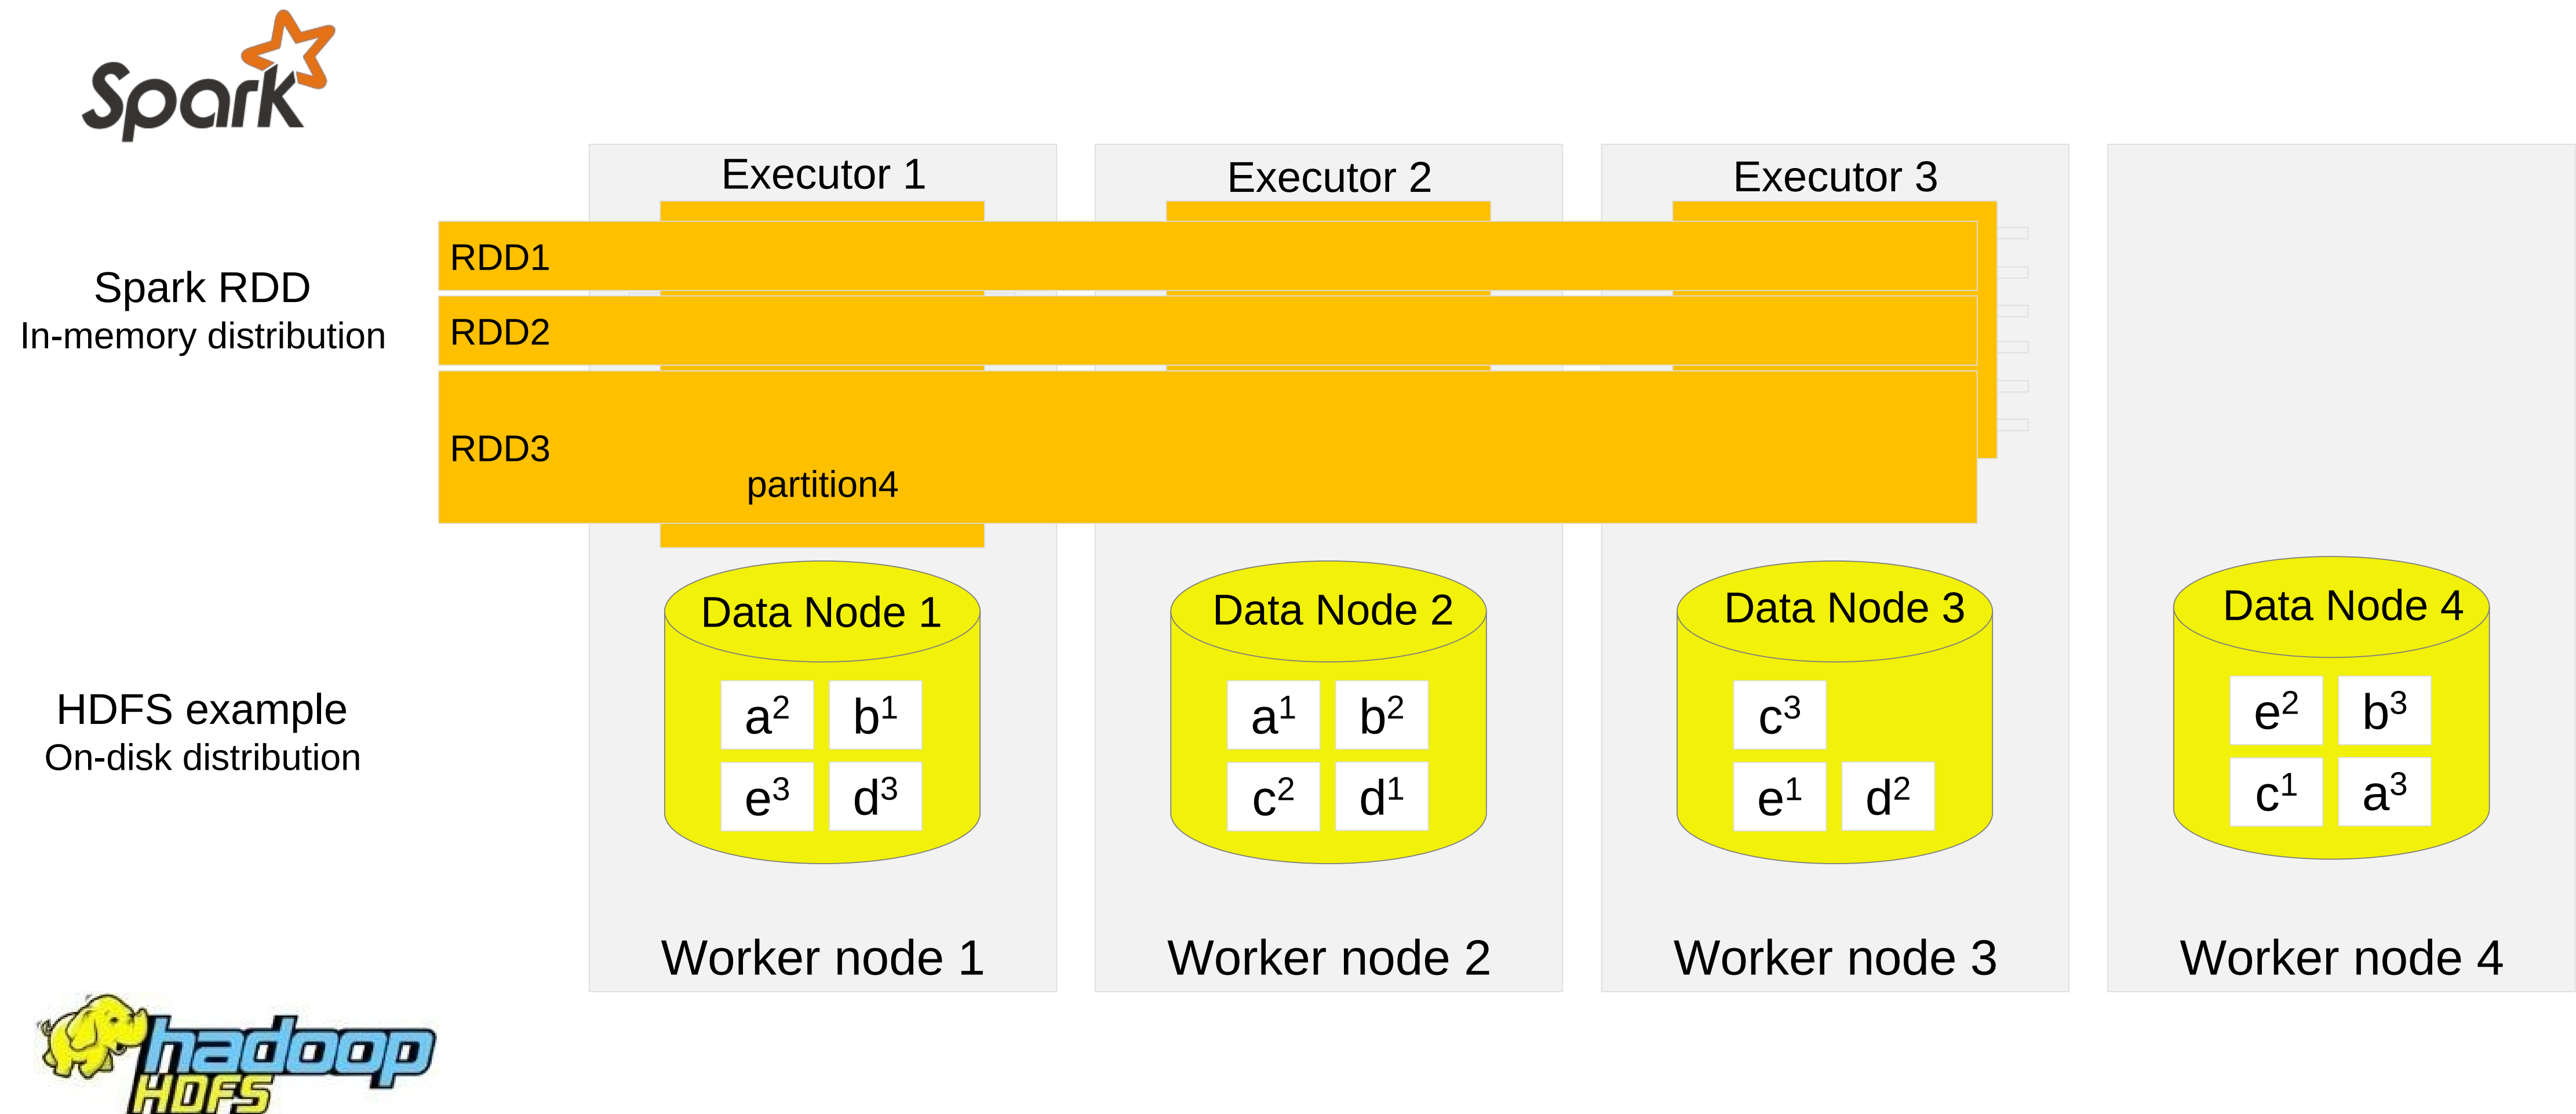 Spark
Executor 1
Executor 2
Executor 3
RDD1
Spark RDD
In-memory distribution
RDD2
RDD3
partition4
Data Node 1
Data Node 2
Data Node 3
Data Node 4
HDFS example
On-disk distribution
a² b¹
e³ d³
a¹ b²
c² d¹
c³
e¹ d²
e² b³
c¹ a³
Worker node 1
Worker node 2
Worker node 3
Worker node 4
hadoop
HDFS